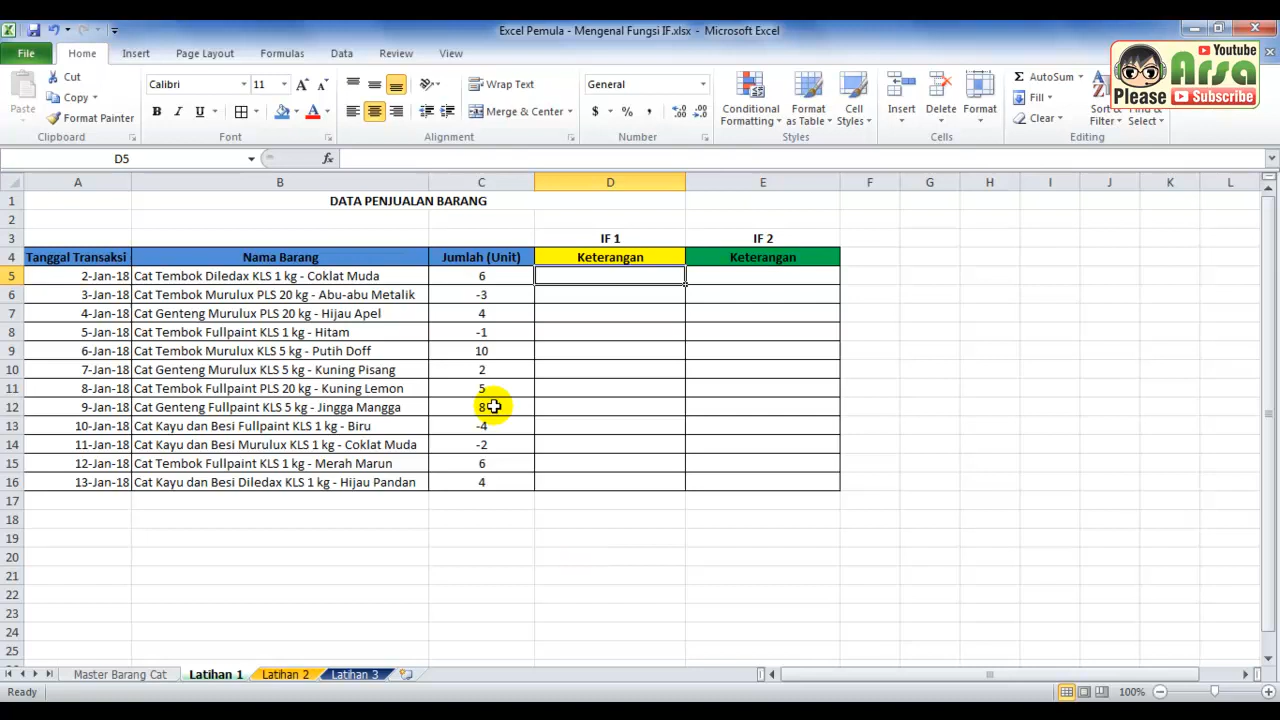 Excel Pemula - Mengenal Fungsi IF.xlsx - Microsoft Excel
File Home Insert Page Layout Formulas Data Review View
Youtube
Arsa
Please Subscribe
Paste
Cut
Copy
Format Painter
Clipboard
Calibri 11
B I U
Font
Wrap Text
Merge & Center
Alignment
General
$ % ,
Number
Conditional Formatting
Format as Table
Cell Styles
Styles
Insert
Delete
Format
Cells
AutoSum
Fill
Clear
Sort & Filter
Find & Select
Editing
D5 fx
A B C D E F G H I J K L
1 DATA PENJUALAN BARANG
2
3 IF 1 IF 2
4 Tanggal Transaksi Nama Barang Jumlah (Unit) Keterangan Keterangan
5 2-Jan-18 Cat Tembok Diledax KLS 1 kg - Coklat Muda 6
6 3-Jan-18 Cat Tembok Murulux PLS 20 kg - Abu-abu Metalik -3
7 4-Jan-18 Cat Genteng Murulux PLS 20 kg - Hijau Apel 4
8 5-Jan-18 Cat Tembok Fullpaint KLS 1 kg - Hitam -1
9 6-Jan-18 Cat Tembok Murulux KLS 5 kg - Putih Doff 10
10 7-Jan-18 Cat Genteng Murulux KLS 5 kg - Kuning Pisang 2
11 8-Jan-18 Cat Tembok Fullpaint PLS 20 kg - Kuning Lemon 5
12 9-Jan-18 Cat Genteng Fullpaint KLS 5 kg - Jingga Mangga 8
13 10-Jan-18 Cat Kayu dan Besi Fullpaint KLS 1 kg - Biru -4
14 11-Jan-18 Cat Kayu dan Besi Murulux KLS 1 kg - Coklat Muda -2
15 12-Jan-18 Cat Tembok Fullpaint KLS 1 kg - Merah Marun 6
16 13-Jan-18 Cat Kayu dan Besi Diledax KLS 1 kg - Hijau Pandan 4
17
18
19
20
21
22
23
24
25
Master Barang Cat Latihan 1 Latihan 2 Latihan 3
Ready 100%